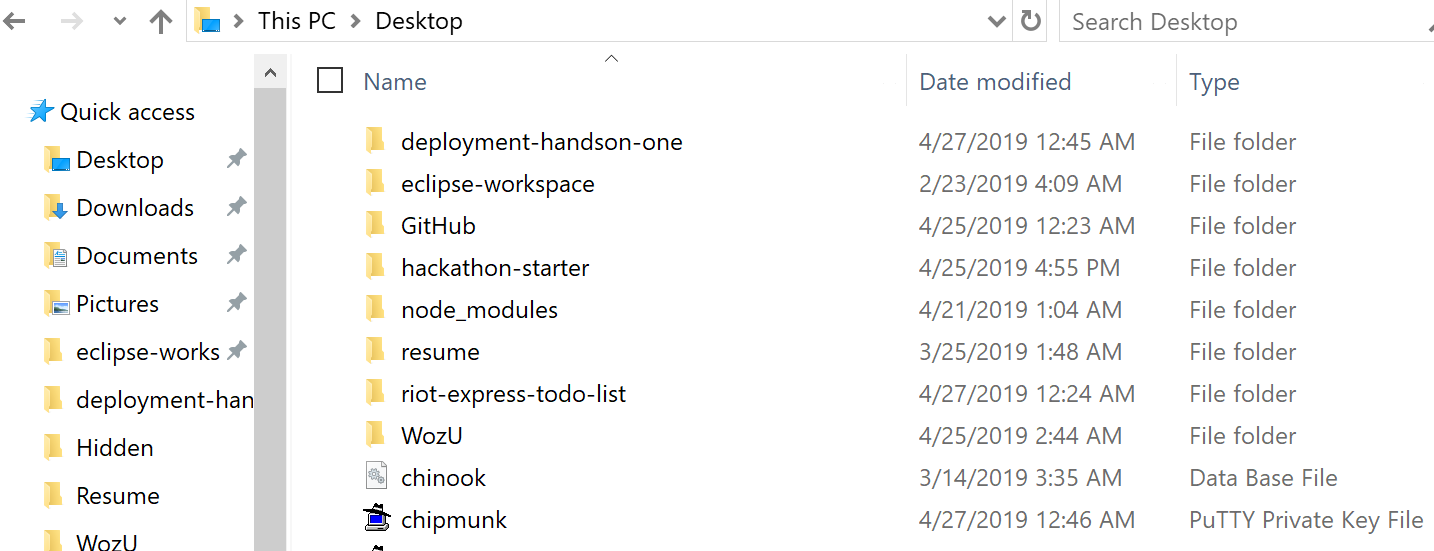 This PC > Desktop
Search Desktop
Name
Date modified
Type
Quick access
Desktop
Downloads
Documents
Pictures
eclipse-works
deployment-han
Hidden
Resume
WozU
deployment-handson-one 4/27/2019 12:45 AM File folder
eclipse-workspace 2/23/2019 4:09 AM File folder
GitHub 4/25/2019 12:23 AM File folder
hackathon-starter 4/25/2019 4:55 PM File folder
node_modules 4/21/2019 1:04 AM File folder
resume 3/25/2019 1:48 AM File folder
riot-express-todo-list 4/27/2019 12:24 AM File folder
WozU 4/25/2019 2:44 AM File folder
chinook 3/14/2019 3:35 AM Data Base File
chipmunk 4/27/2019 12:46 AM PuTTY Private Key File